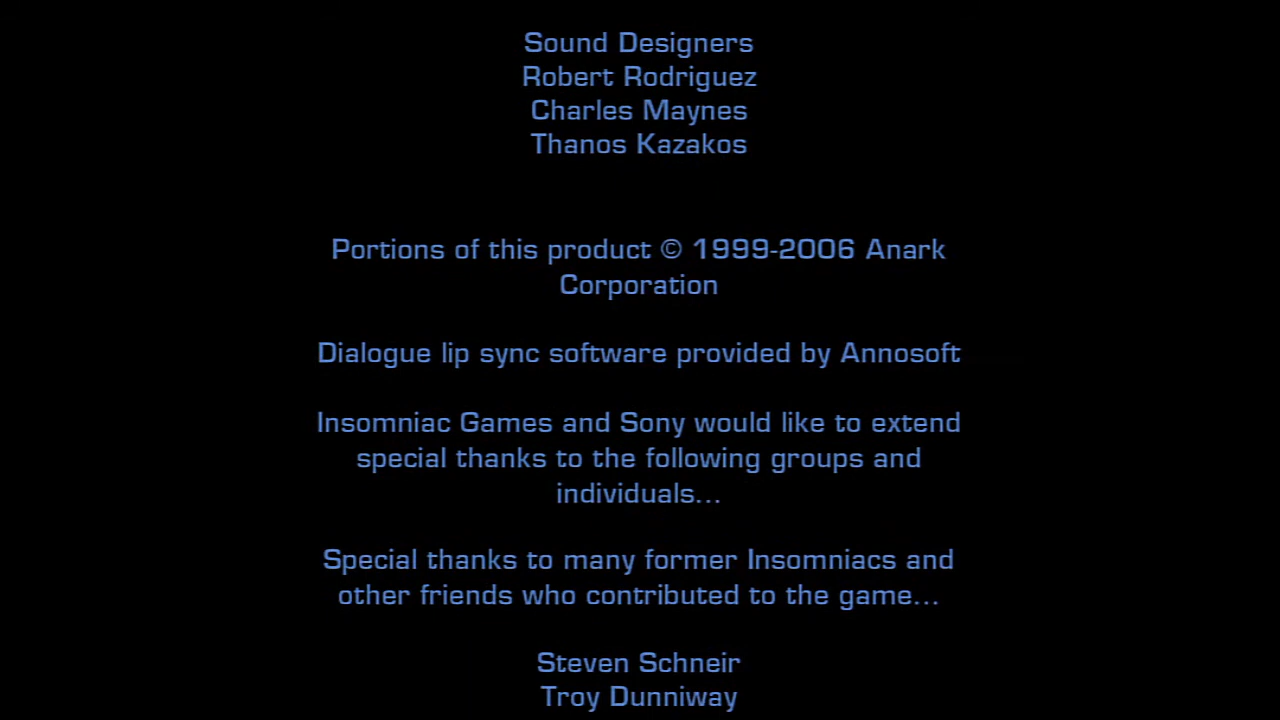 Sound Designers
Robert Rodriguez
Charles Maynes
Thanos Kazakos
Portions of this product © 1999-2006 Anark
Corporation
Dialogue lip sync software provided by Annosoft
Insomniac Games and Sony would like to extend
special thanks to the following groups and
individuals...
Special thanks to many former Insomniacs and
other friends who contributed to the game...
Steven Schneir
Troy Dunniway